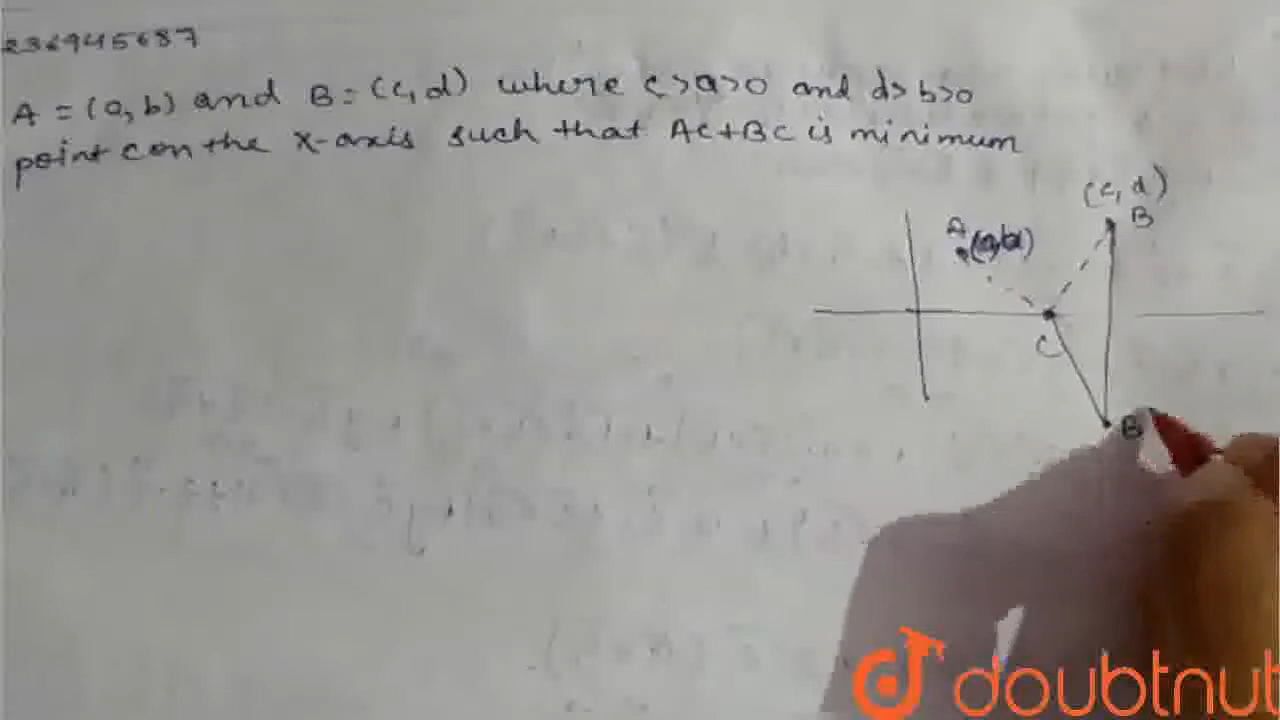 236945687
A = (a, b) and B = (c, d) where c > a > 0 and d > b > 0
point c on the x-axis such that AC + BC is minimum
(c, d)
B
A
(a, b)
C
B
doubtnut